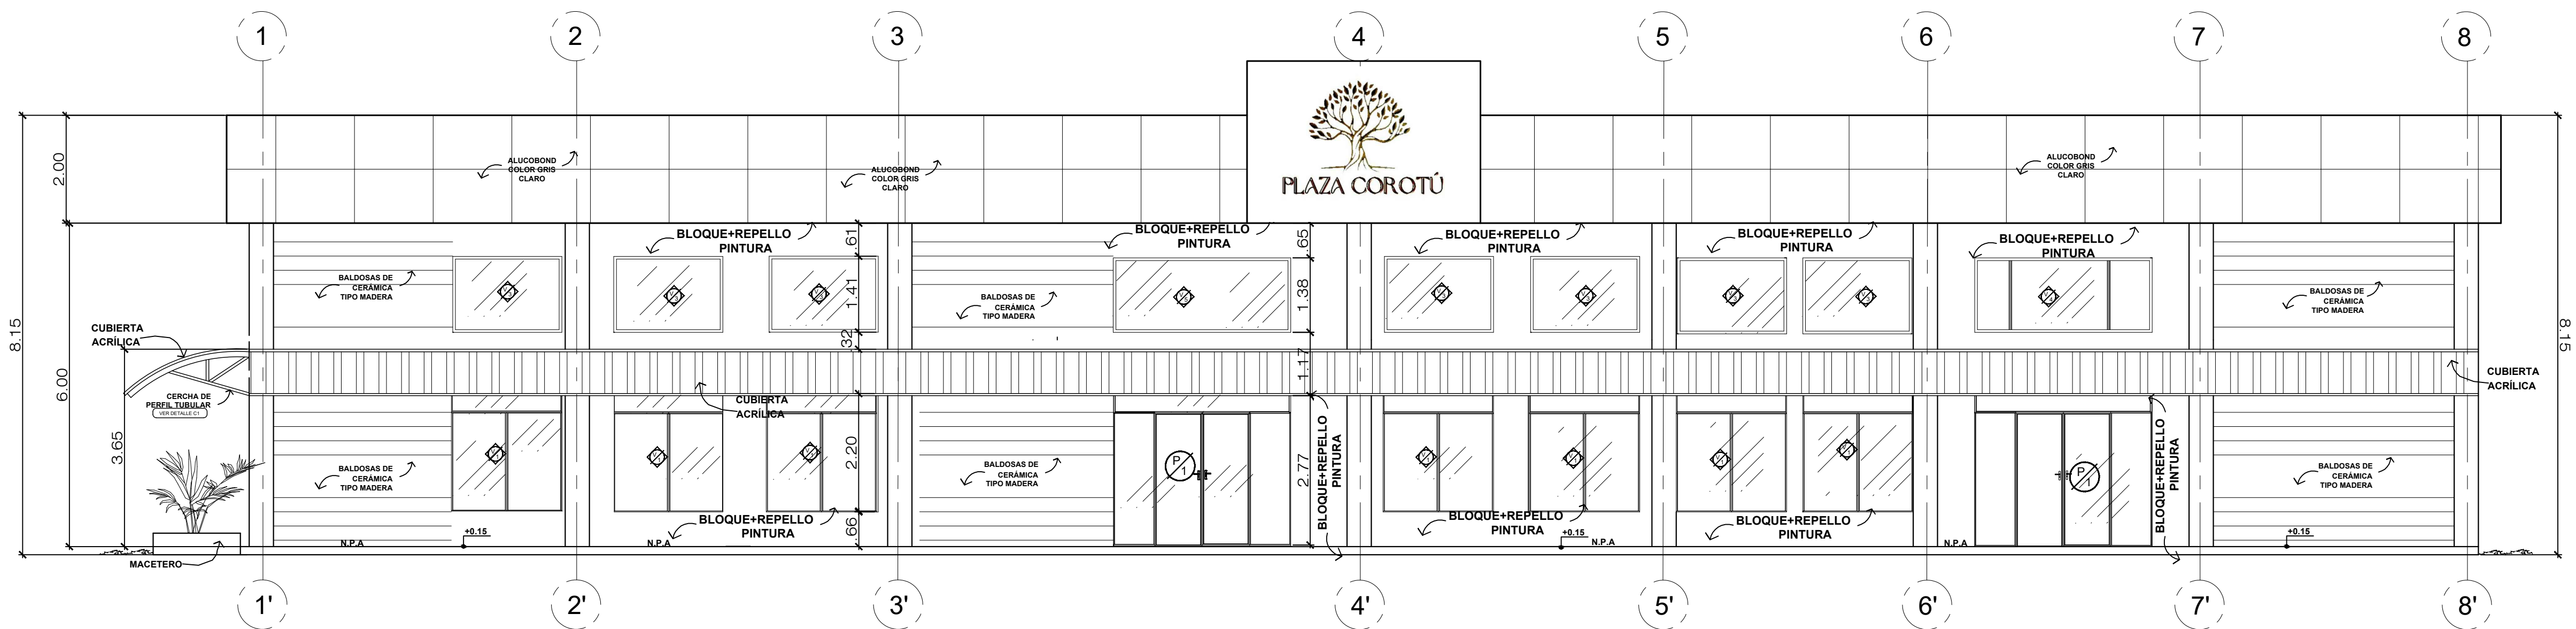 1 2 3 4 5 6 7 8
PLAZA COROTÚ
2.00
ALUCOBOND
COLOR GRIS
CLARO
ALUCOBOND
COLOR GRIS
CLARO
ALUCOBOND
COLOR GRIS
CLARO
BLOQUE+REPELLO
PINTURA
BLOQUE+REPELLO
PINTURA
BLOQUE+REPELLO
PINTURA
BLOQUE+REPELLO
PINTURA
BLOQUE+REPELLO
PINTURA
.61
.65
BALDOSAS DE
CERÁMICA
TIPO MADERA
1.41
BALDOSAS DE
CERÁMICA
TIPO MADERA
1.38
BALDOSAS DE
CERÁMICA
TIPO MADERA
8.15
6.00
8.15
CUBIERTA
ACRÍLICA
.32
1.17
CUBIERTA
ACRÍLICA
CERCHA DE
PERFIL TUBULAR
VER DETALLE C1
CUBIERTA
ACRÍLICA
3.65
BALDOSAS DE
CERÁMICA
TIPO MADERA
2.20
BALDOSAS DE
CERÁMICA
TIPO MADERA
P
1
2.77
BLOQUE+REPELLO
PINTURA
P
1
BLOQUE+REPELLO
PINTURA
BALDOSAS DE
CERÁMICA
TIPO MADERA
BLOQUE+REPELLO
PINTURA
.66
BLOQUE+REPELLO
PINTURA
BLOQUE+REPELLO
PINTURA
N.P.A
+0.15
N.P.A
+0.15
N.P.A
N.P.A
+0.15
MACETERO
1' 2' 3' 4' 5' 6' 7' 8'